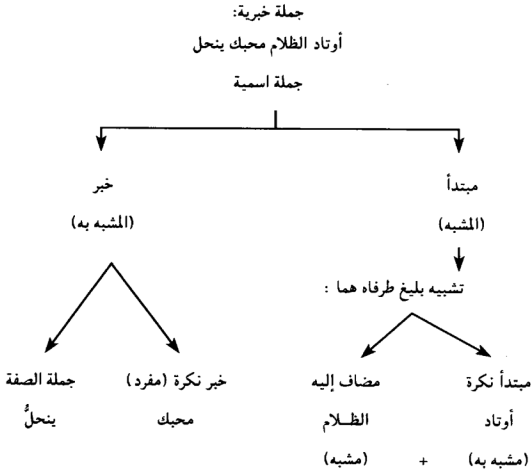 جملة خبرية:
أوتاد الظلام محبك ينحل
جملة اسمية
مبتدأ
خبر
(المشبه)
(المشبه به)
تشبيه بليغ طرفاه هما :
مبتدأ نكرة
مضاف إليه
خبر نكرة (مفرد)
جملة الصفة
أوتاد
الظـلام
محبك
ينحلُّ
(مشبه به)
+
(مشبه)